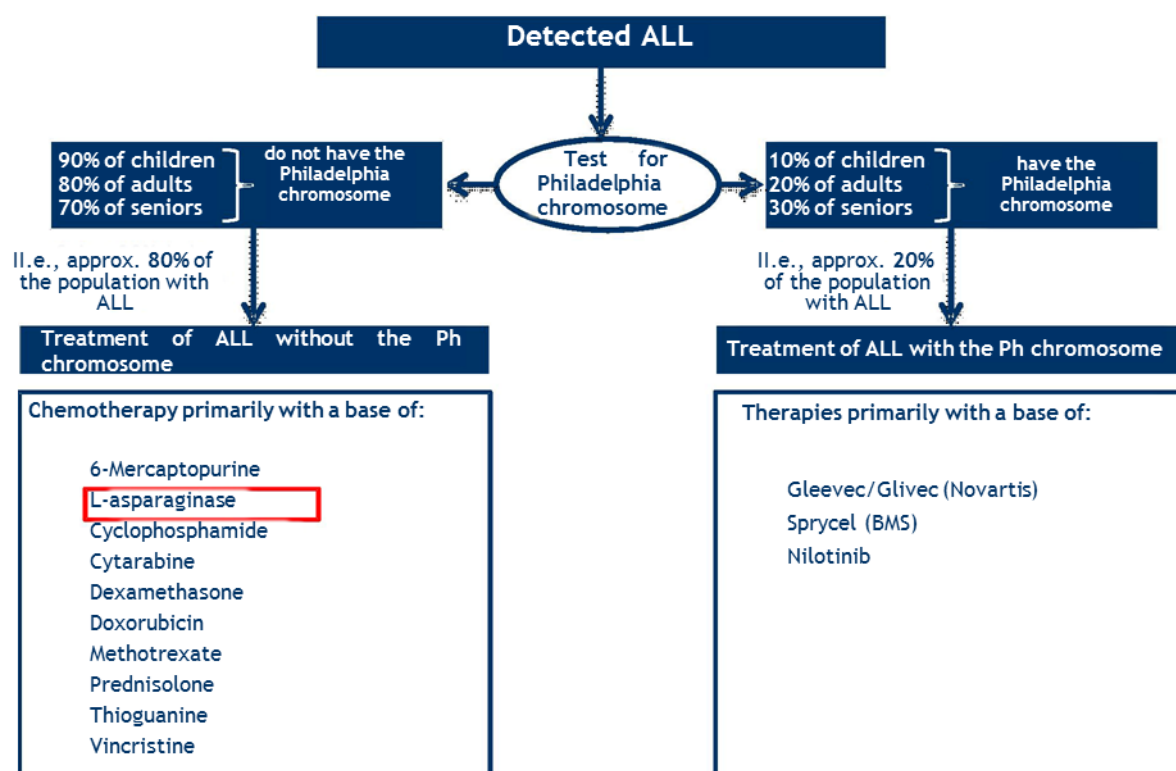 Detected ALL
90% of children
80% of adults
70% of seniors
do not have the
Philadelphia
chromosome
Test for
Philadelphia
chromosome
10% of children
20% of adults
30% of seniors
have the
Philadelphia
chromosome
II.e., approx. 80% of
the population with
ALL
II.e., approx. 20%
of the population
with ALL
Treatment of ALL without the Ph
chromosome
Treatment of ALL with the Ph chromosome
Chemotherapy primarily with a base of:
6-Mercaptopurine
L-asparaginase
Cyclophosphamide
Cytarabine
Dexamethasone
Doxorubicin
Methotrexate
Prednisolone
Thioguanine
Vincristine
Therapies primarily with a base of:
Gleevec/Glivec (Novartis)
Sprycel (BMS)
Nilotinib